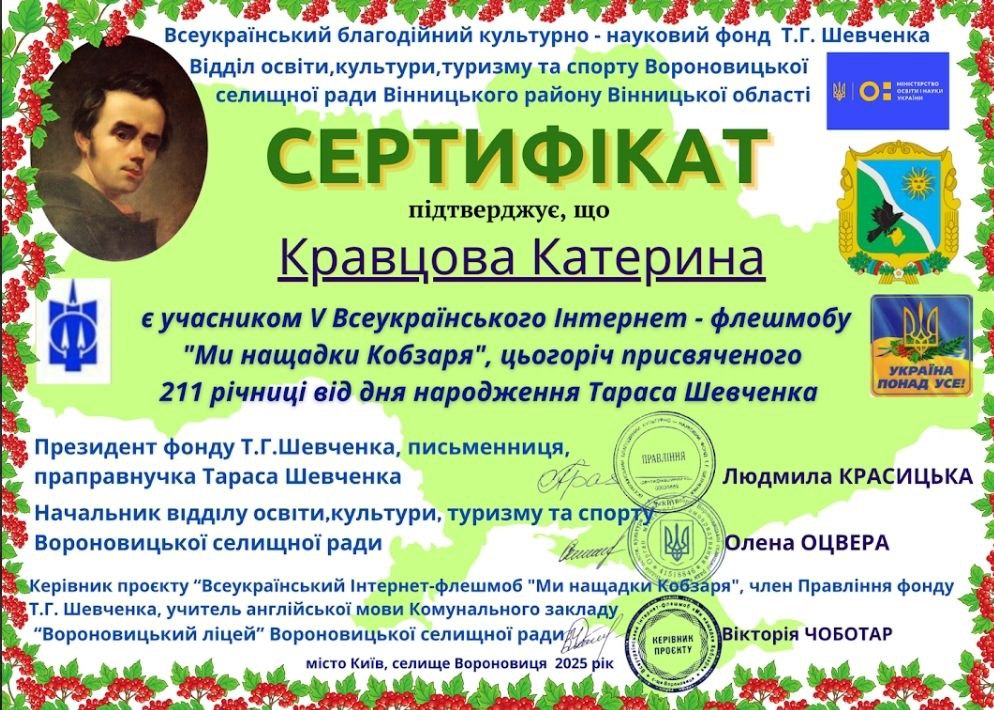 Всеукраїнський благодійний культурно - науковий фонд Т.Г. Шевченка
Відділ освіти,культури,туризму та спорту Вороновицької
селищної ради Вінницького району Вінницької області
МІНІСТЕРСТВО
ОСВІТИ І НАУКИ
УКРАЇНИ
СЕРТИФІКАТ
підтверджує, що
Кравцова Катерина
є учасником V Всеукраїнського Інтернет - флешмобу
"Ми нащадки Кобзаря", цьогоріч присвяченого
211 річниці від дня народження Тараса Шевченка
УКРАЇНА
ПОНАД УСЕ!
Президент фонду Т.Г.Шевченка, письменниця,
праправнучка Тараса Шевченка
ПРАВЛІННЯ
Людмила КРАСИЦЬКА
Начальник відділу освіти,культури, туризму та спорту
Вороновицької селищної ради
Олена ОЦВЕРА
Керівник проєкту “Всеукраїнський Інтернет-флешмоб "Ми нащадки Кобзаря", член Правління фонду
Т.Г. Шевченка, учитель англійської мови Комунального закладу
“Вороновицький ліцей” Вороновицької селищної ради
КЕРІВНИК
ПРОЄКТУ
Вікторія ЧОБОТАР
місто Київ, селище Вороновиця 2025 рік